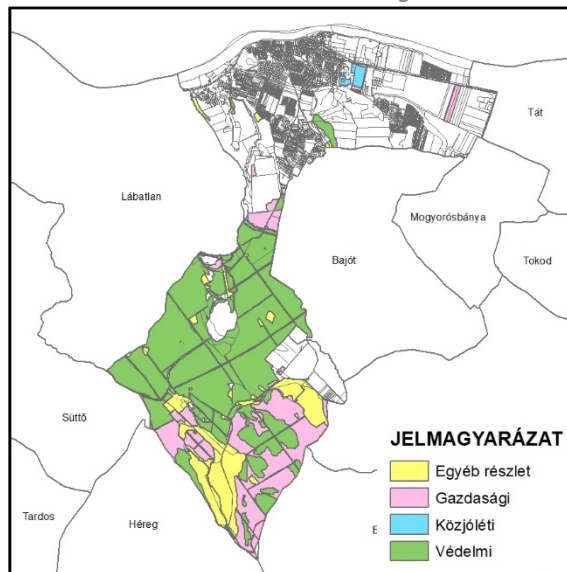 Tát
Lábatlan
Mogyorósbánya
Bajót
Tokod
Süttő
JELMAGYARÁZAT
Egyéb részlet
Gazdasági
Tardos
Héreg
Közjóléti
Védelmi